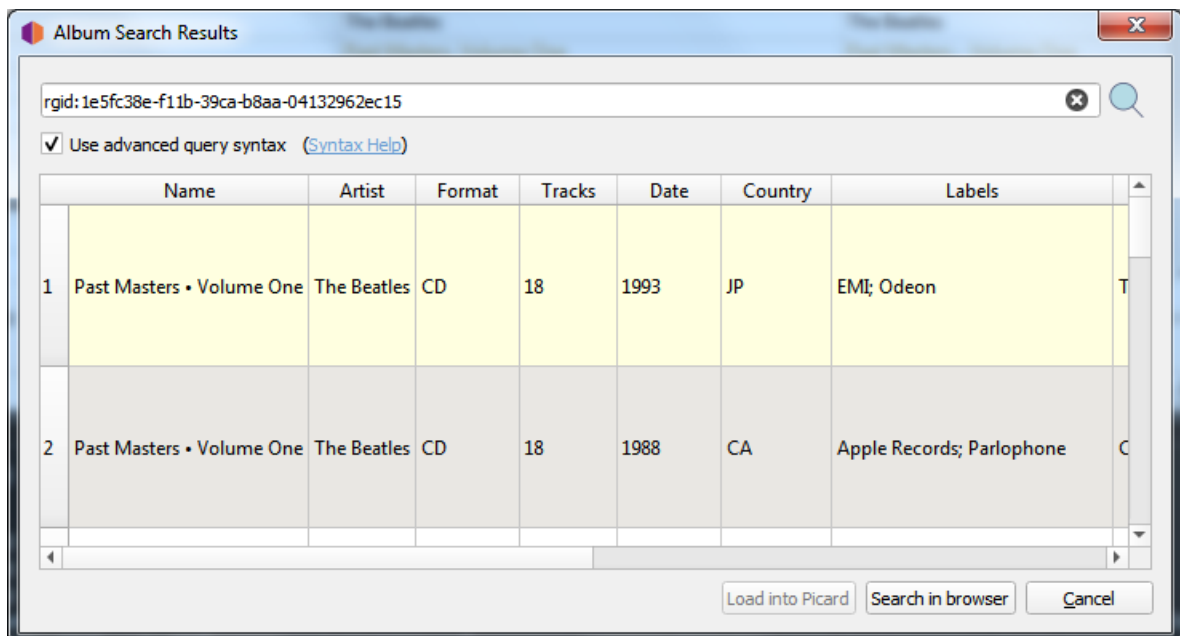 Album Search Results
rgid:1e5fc38e-f11b-39ca-b8aa-04132962ec15
Use advanced query syntax (Syntax Help)
Name Artist Format Tracks Date Country Labels
1 Past Masters • Volume One The Beatles CD 18 1993 JP EMI; Odeon T
2 Past Masters • Volume One The Beatles CD 18 1988 CA Apple Records; Parlophone C
Load into Picard Search in browser Cancel